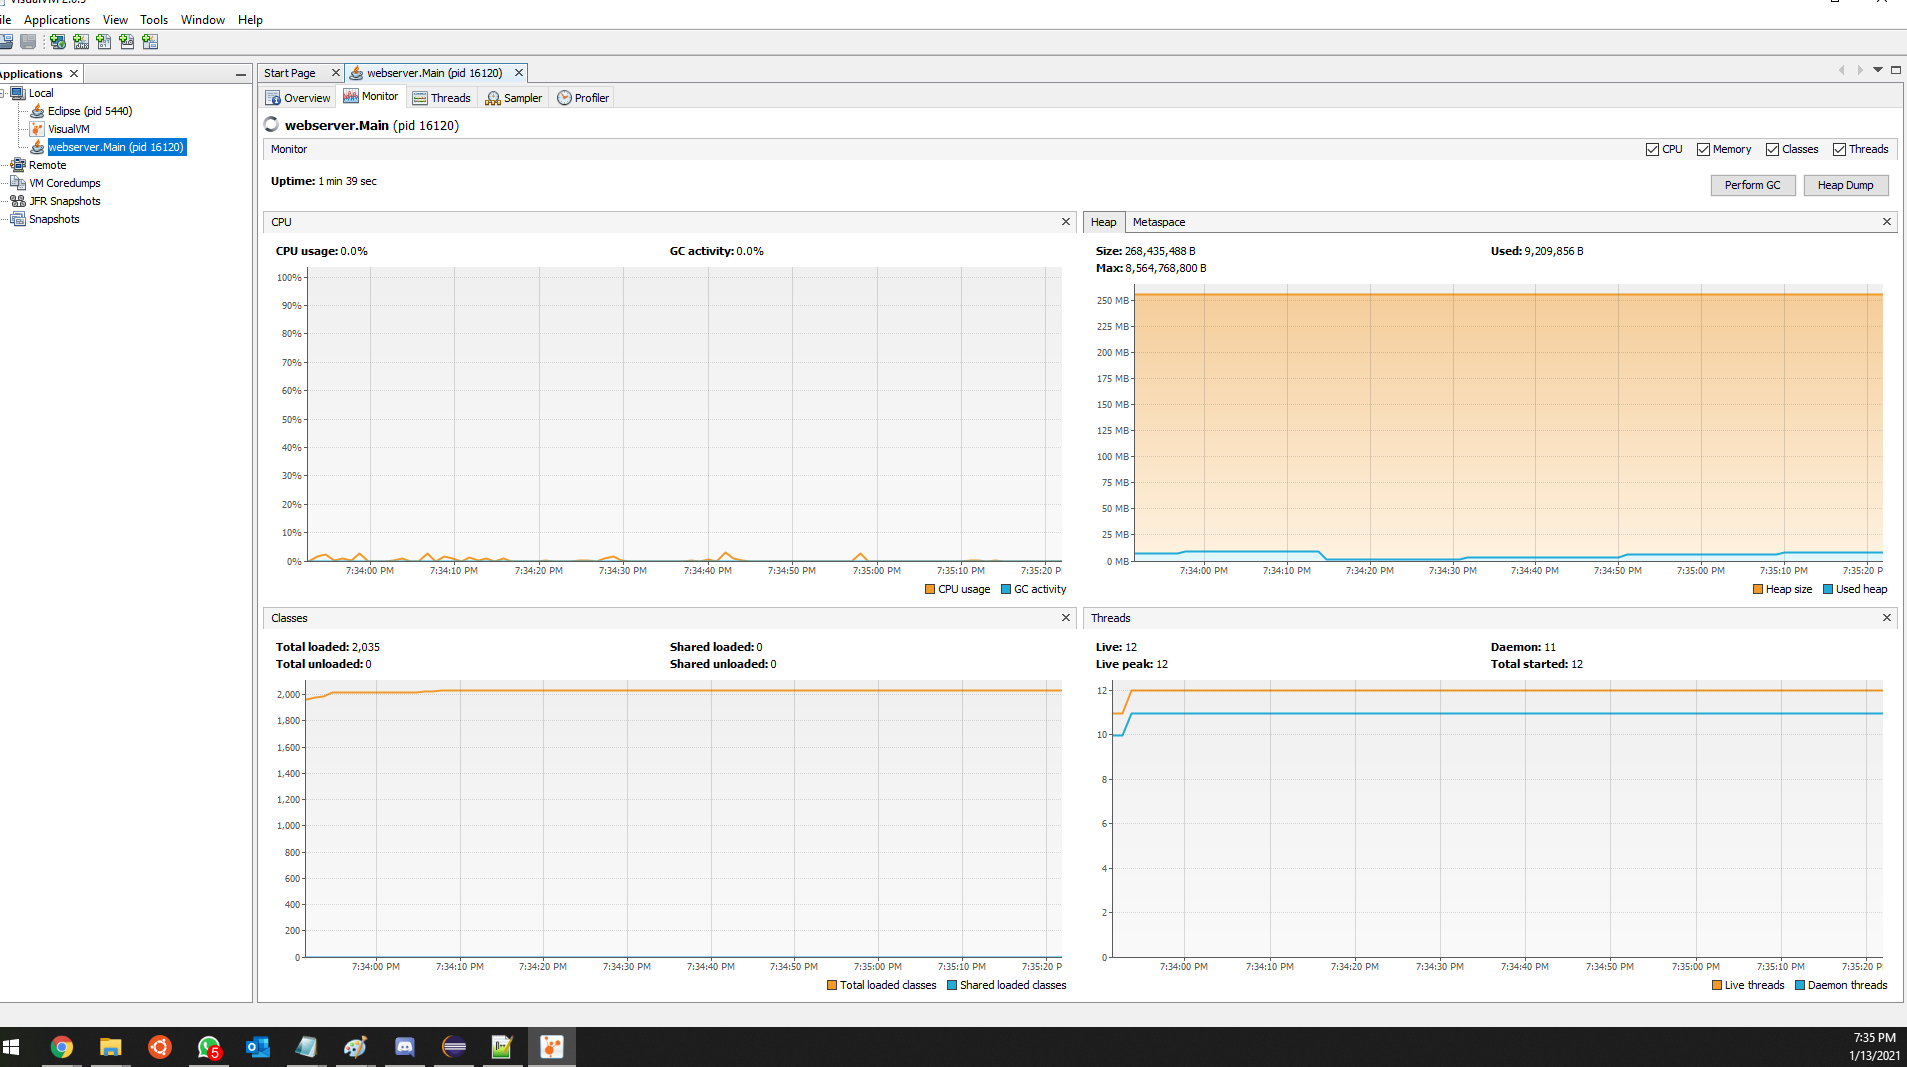 VisualVM 2.0.5
ile Applications View Tools Window Help
Applications
Start Page
webserver.Main (pid 16120)
Local
Eclipse (pid 5440)
VisualVM
webserver.Main (pid 16120)
Remote
VM Coredumps
JFR Snapshots
Snapshots
Overview Monitor Threads Sampler Profiler
webserver.Main (pid 16120)
Monitor
CPU Memory Classes Threads
Uptime: 1 min 39 sec
Perform GC Heap Dump
CPU
CPU usage: 0.0% GC activity: 0.0%
100%
90%
80%
70%
60%
50%
40%
30%
20%
10%
0%
7:34:00 PM 7:34:10 PM 7:34:20 PM 7:34:30 PM 7:34:40 PM 7:34:50 PM 7:35:00 PM 7:35:10 PM 7:35:20 P
CPU usage GC activity
Heap Metaspace
Size: 268,435,488 B Used: 9,209,856 B
Max: 8,564,768,800 B
250 MB
225 MB
200 MB
175 MB
150 MB
125 MB
100 MB
75 MB
50 MB
25 MB
0 MB
7:34:00 PM 7:34:10 PM 7:34:20 PM 7:34:30 PM 7:34:40 PM 7:34:50 PM 7:35:00 PM 7:35:10 PM 7:35:20 P
Heap size Used heap
Classes
Total loaded: 2,035 Shared loaded: 0
Total unloaded: 0 Shared unloaded: 0
2,000
1,800
1,600
1,400
1,200
1,000
800
600
400
200
0
7:34:00 PM 7:34:10 PM 7:34:20 PM 7:34:30 PM 7:34:40 PM 7:34:50 PM 7:35:00 PM 7:35:10 PM 7:35:20 P
Total loaded classes Shared loaded classes
Threads
Live: 12 Daemon: 11
Live peak: 12 Total started: 12
12
10
8
6
4
2
0
7:34:00 PM 7:34:10 PM 7:34:20 PM 7:34:30 PM 7:34:40 PM 7:34:50 PM 7:35:00 PM 7:35:10 PM 7:35:20 P
Live threads Daemon threads
5
7:35 PM
1/13/2021